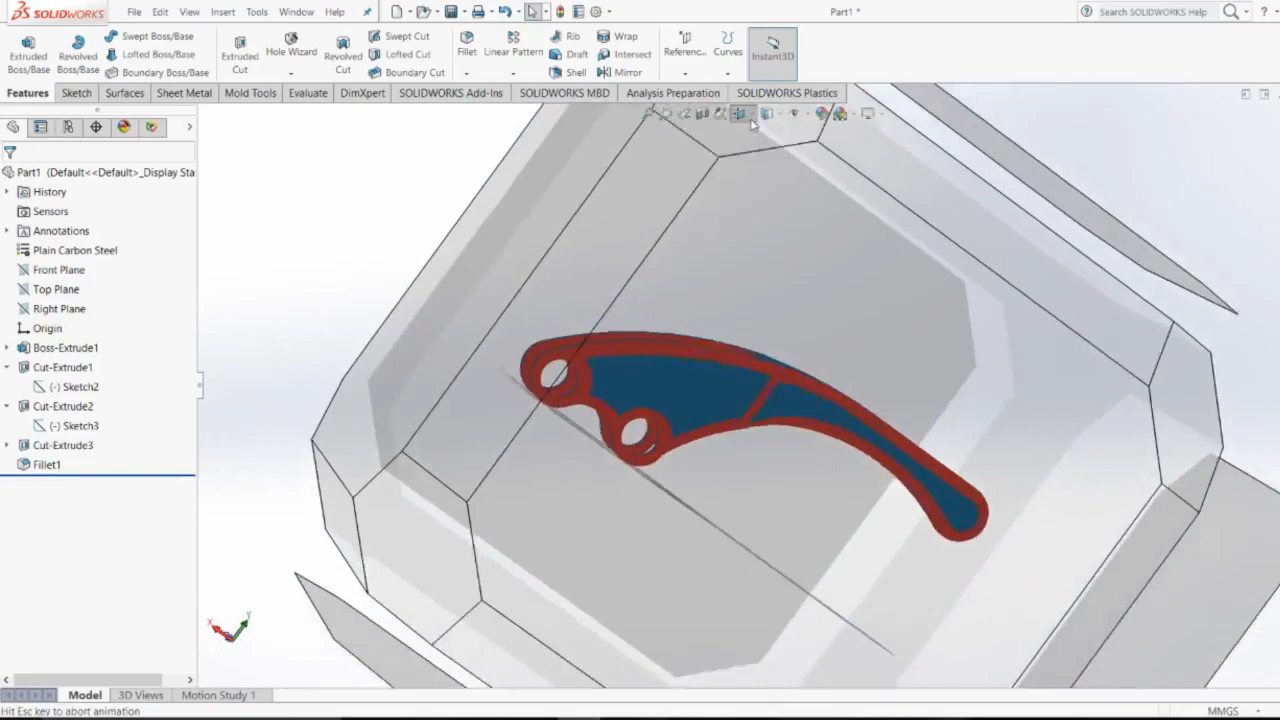 SOLIDWORKS File Edit View Insert Tools Window Help Part1 * Search SOLIDWORKS Help ?
Extruded Boss/Base
Revolved Boss/Base
Swept Boss/Base
Lofted Boss/Base
Boundary Boss/Base
Extruded Cut
Hole Wizard
Revolved Cut
Swept Cut
Lofted Cut
Boundary Cut
Fillet
Linear Pattern
Rib
Draft
Shell
Wrap
Intersect
Mirror
Referenc...
Curves
Instant3D
Features Sketch Surfaces Sheet Metal Mold Tools Evaluate DimXpert SOLIDWORKS Add-Ins SOLIDWORKS MBD Analysis Preparation SOLIDWORKS Plastics
Part1 (Default<<Default>_Display Sta
History
Sensors
Annotations
Plain Carbon Steel
Front Plane
Top Plane
Right Plane
Origin
Boss-Extrude1
Cut-Extrude1
(-) Sketch2
Cut-Extrude2
(-) Sketch3
Cut-Extrude3
Fillet1
X Y
Model 3D Views Motion Study 1
Hit Esc key to abort animation MMGS